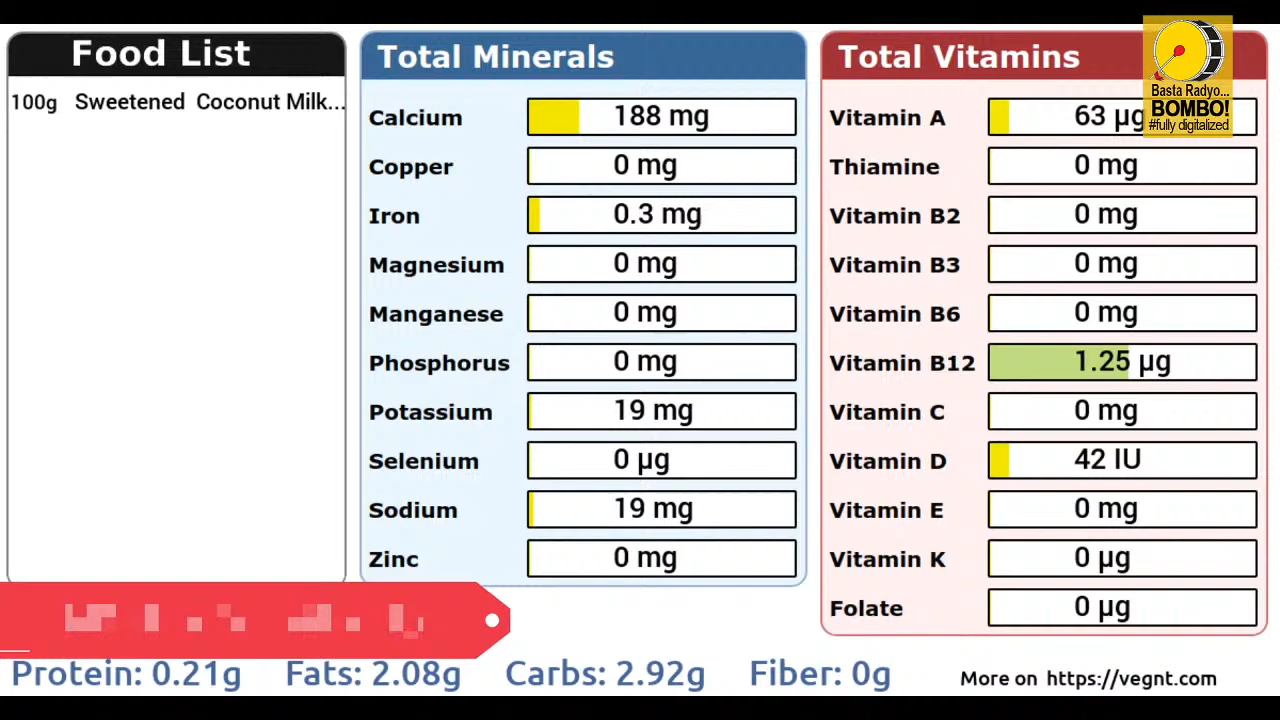 Food List
100g Sweetened Coconut Milk...
Total Minerals
Calcium 188 mg
Copper 0 mg
Iron 0.3 mg
Magnesium 0 mg
Manganese 0 mg
Phosphorus 0 mg
Potassium 19 mg
Selenium 0 µg
Sodium 19 mg
Zinc 0 mg
Total Vitamins
Vitamin A 63 µg
Thiamine 0 mg
Vitamin B2 0 mg
Vitamin B3 0 mg
Vitamin B6 0 mg
Vitamin B12 1.25 µg
Vitamin C 0 mg
Vitamin D 42 IU
Vitamin E 0 mg
Vitamin K 0 µg
Folate 0 µg
Basta Radyo...
BOMBO!
#fully digitalized
Protein: 0.21g Fats: 2.08g Carbs: 2.92g Fiber: 0g
More on https://vegnt.com